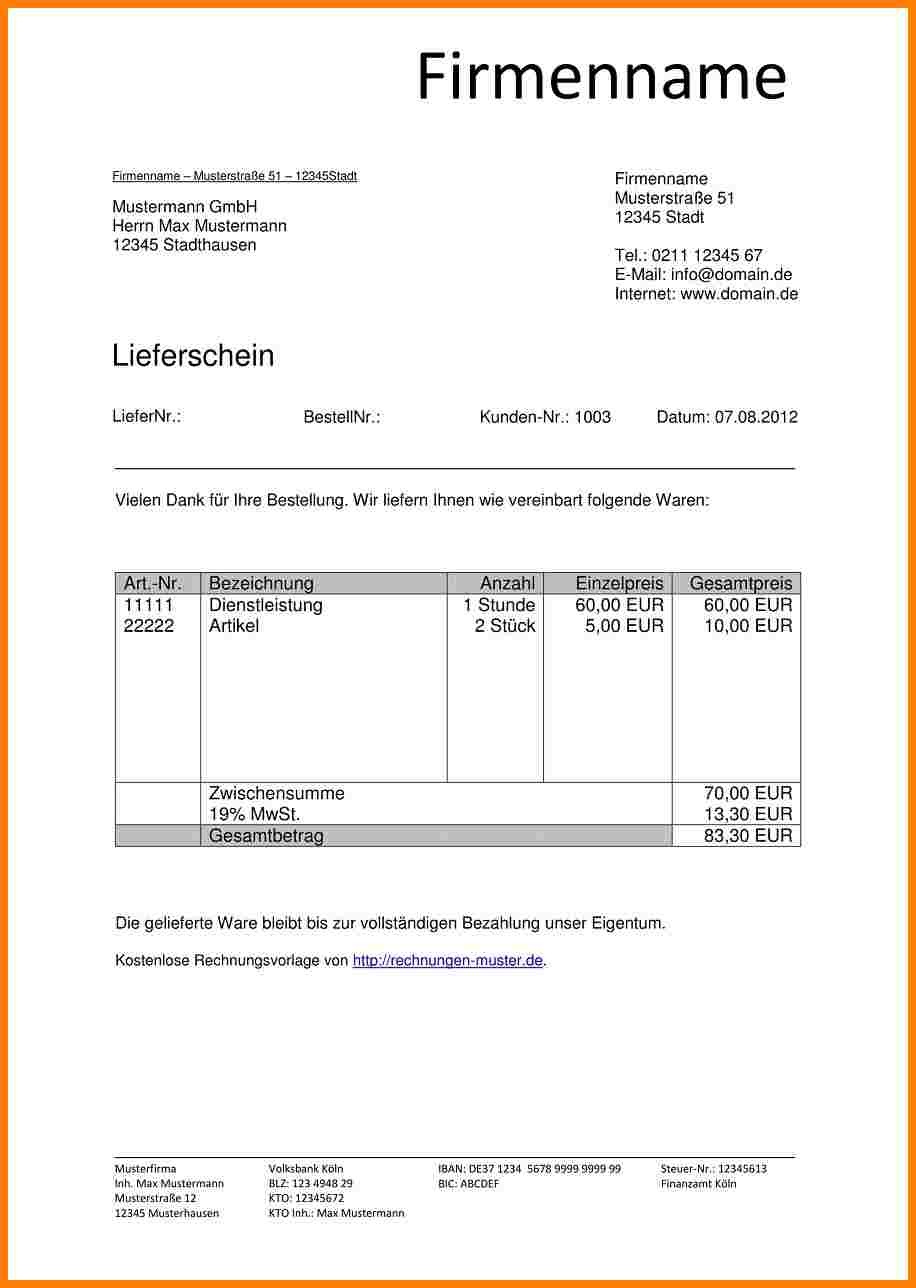 Firmenname
Firmenname – Musterstraße 51 – 12345Stadt
Mustermann GmbH
Herrn Max Mustermann
12345 Stadthausen
Firmenname
Musterstraße 51
12345 Stadt
Tel.: 0211 12345 67
E-Mail: info@domain.de
Internet: www.domain.de
Lieferschein
LieferNr.: BestellNr.: Kunden-Nr.: 1003 Datum: 07.08.2012
Vielen Dank für Ihre Bestellung. Wir liefern Ihnen wie vereinbart folgende Waren:
Art.-Nr. Bezeichnung Anzahl Einzelpreis Gesamtpreis
11111 Dienstleistung 1 Stunde 60,00 EUR 60,00 EUR
22222 Artikel 2 Stück 5,00 EUR 10,00 EUR
Zwischensumme 70,00 EUR
19% MwSt. 13,30 EUR
Gesamtbetrag 83,30 EUR
Die gelieferte Ware bleibt bis zur vollständigen Bezahlung unser Eigentum.
Kostenlose Rechnungsvorlage von http://rechnungen-muster.de.
Musterfirma Volksbank Köln IBAN: DE37 1234 5678 9999 9999 99 Steuer-Nr.: 12345613
Inh. Max Mustermann BLZ: 123 4948 29 BIC: ABCDEF Finanzamt Köln
Musterstraße 12 KTO: 12345672
12345 Musterhausen KTO Inh.: Max Mustermann